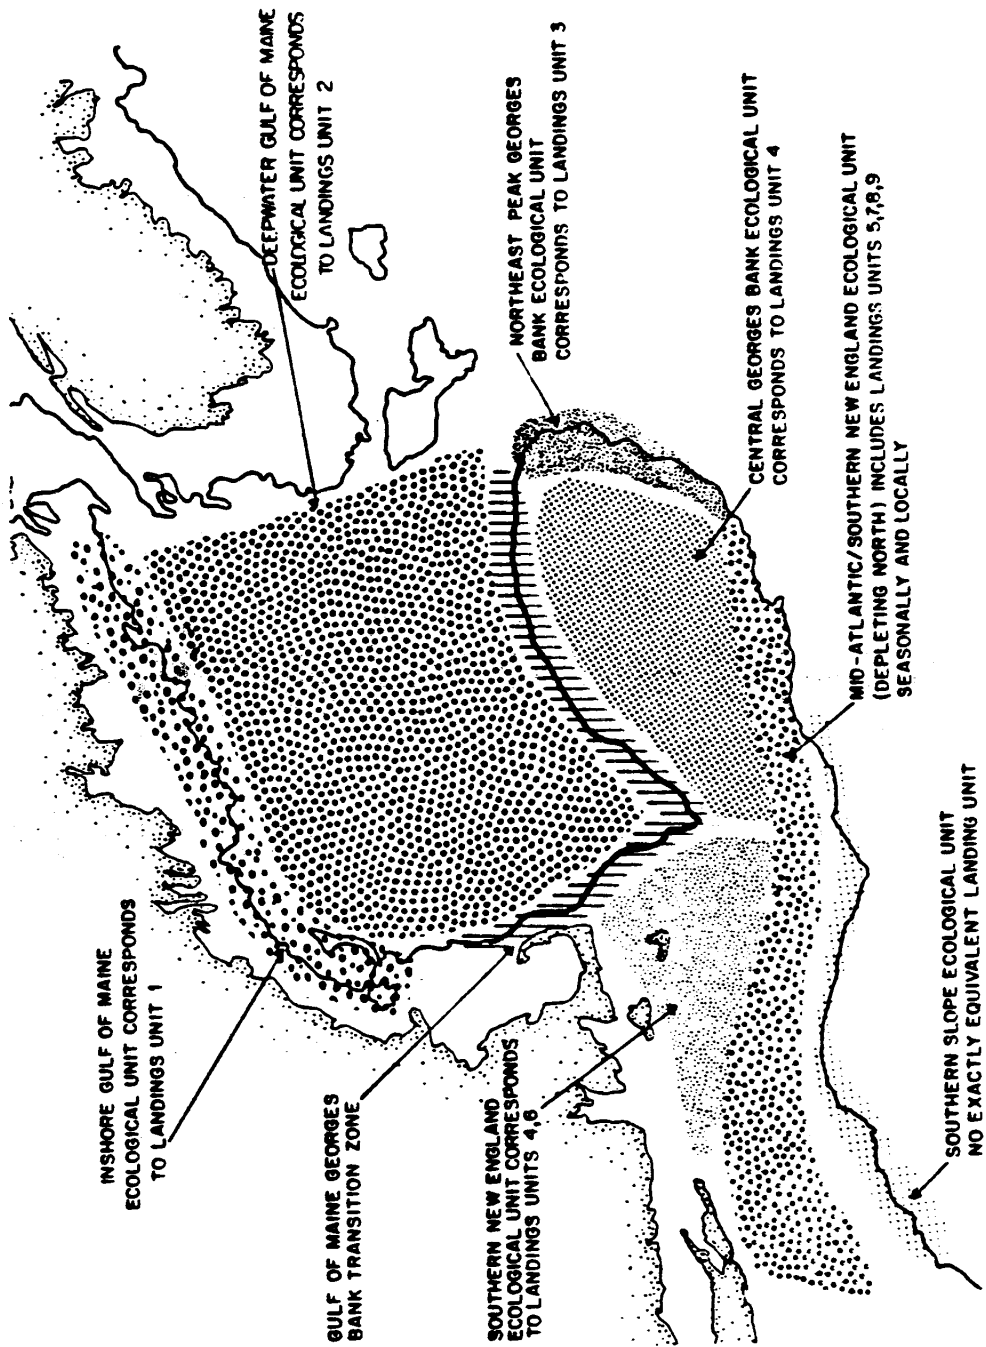 INSHORE GULF OF MAINE
ECOLOGICAL UNIT CORRESPONDS
TO LANDINGS UNIT 1
GULF OF MAINE GEORGES
BANK TRANSITION ZONE
SOUTHERN NEW ENGLAND
ECOLOGICAL UNIT CORRESPONDS
TO LANDINGS UNITS 4,6
DEEPWATER GULF OF MAINE
ECOLOGICAL UNIT CORRESPONDS
TO LANDINGS UNIT 2
NORTHEAST PEAK GEORGES
BANK ECOLOGICAL UNIT
CORRESPONDS TO LANDINGS UNIT 3
CENTRAL GEORGES BANK ECOLOGICAL UNIT
CORRESPONDS TO LANDINGS UNIT 4
MID-ATLANTIC/SOUTHERN NEW ENGLAND ECOLOGICAL UNIT
(DEPLETING NORTH) INCLUDES LANDINGS UNITS 5,7,8,9
SEASONALLY AND LOCALLY
SOUTHERN SLOPE ECOLOGICAL UNIT
NO EXACTLY EQUIVALENT LANDING UNIT